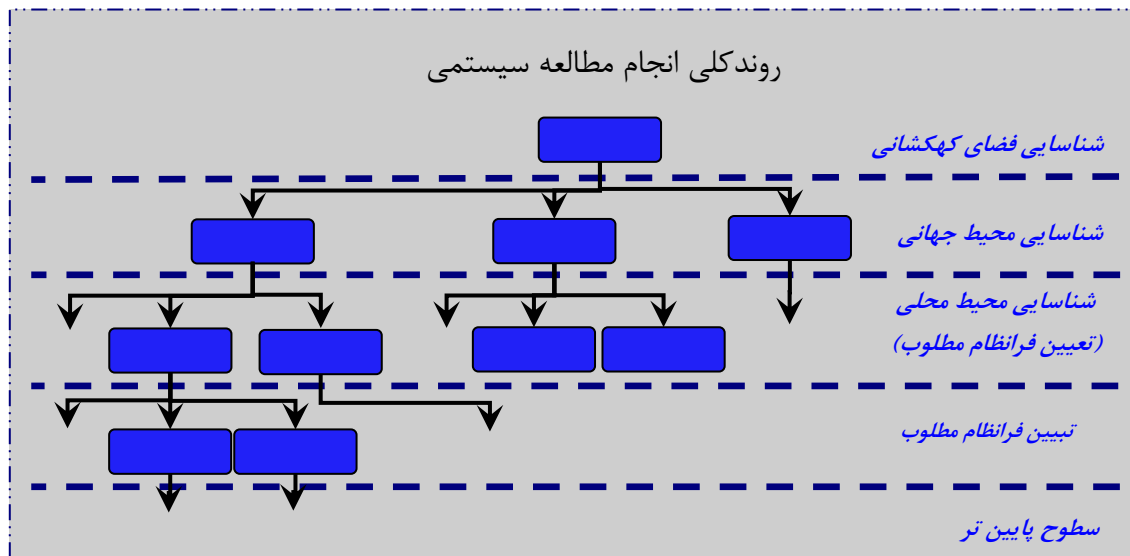 روندکلی انجام مطالعه سیستمی
شناسایی فضای کهکشانی
شناسایی محیط جهانی
شناسایی محیط محلی
(تعیین فرانظام مطلوب)
تبیین فرانظام مطلوب
سطوح پایین تر